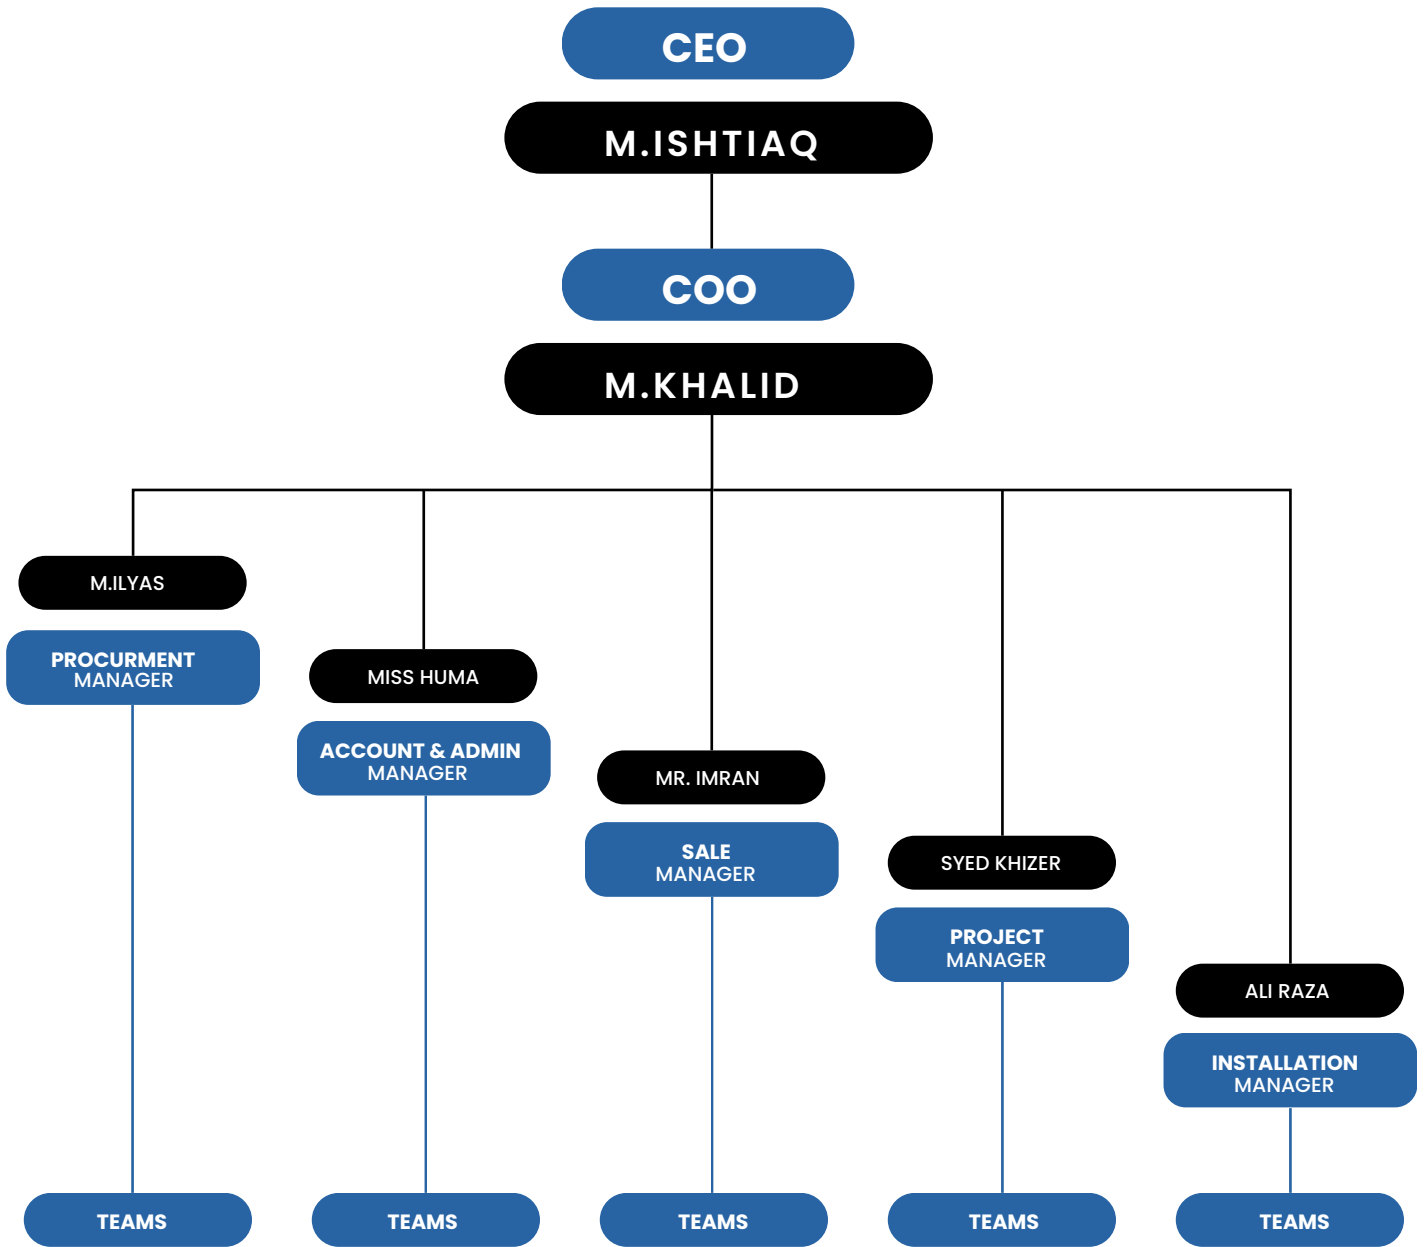 CEO
M.ISHTIAQ
COO
M.KHALID
M.ILYAS
PROCURMENT
MANAGER
MISS HUMA
ACCOUNT & ADMIN
MANAGER
MR. IMRAN
SALE
MANAGER
SYED KHIZER
PROJECT
MANAGER
ALI RAZA
INSTALLATION
MANAGER
TEAMS
TEAMS
TEAMS
TEAMS
TEAMS